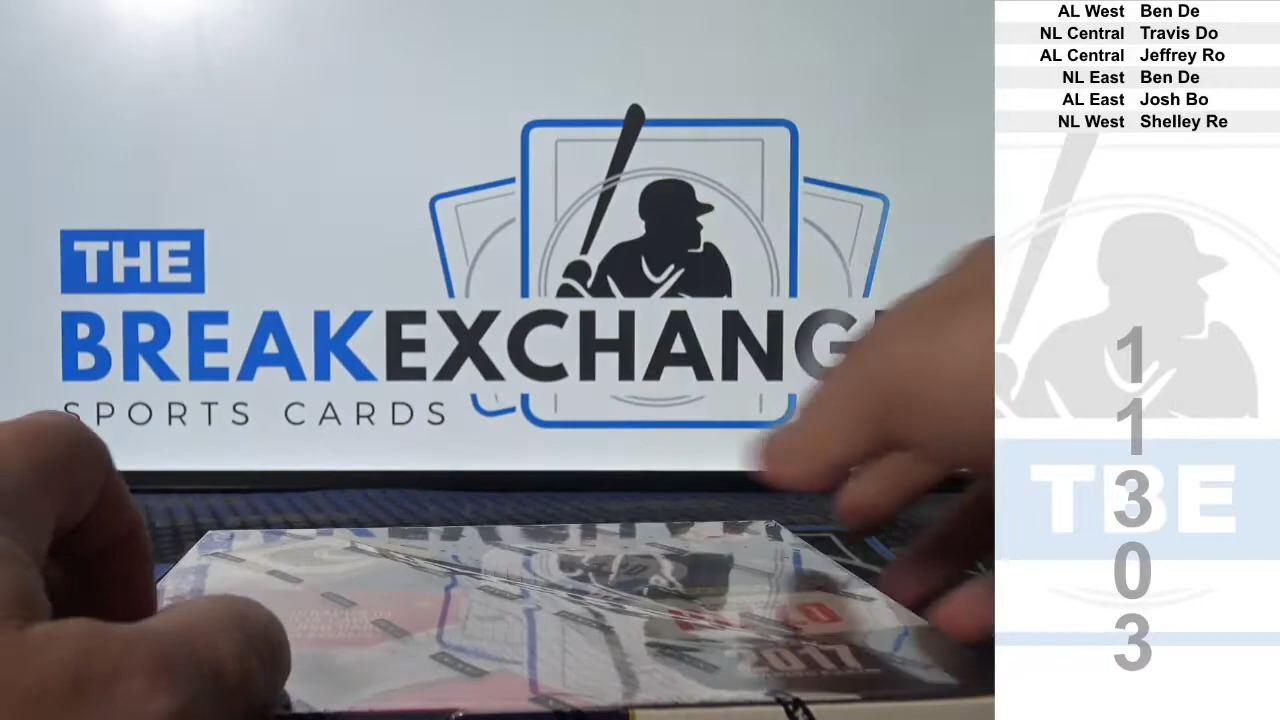 AL West Ben De
NL Central Travis Do
AL Central Jeffrey Ro
NL East Ben De
AL East Josh Bo
NL West Shelley Re
THE
BREAKEXCHANG
SPORTS CARDS
TBE
1
1
3
0
3
2017